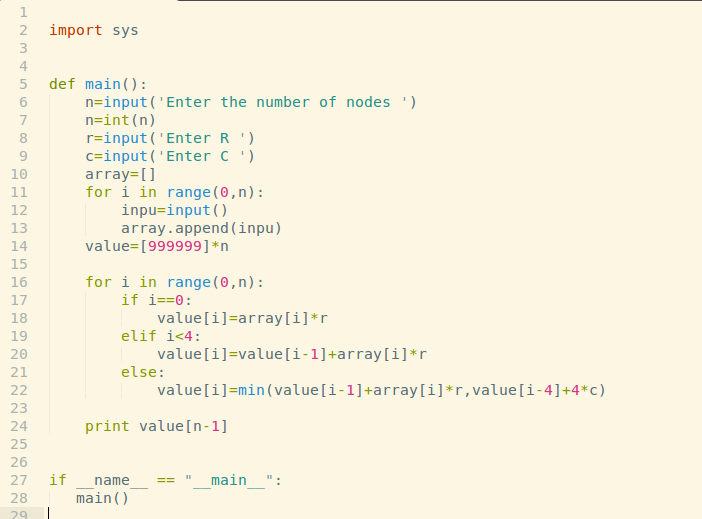 1
2 import sys
3
4
5 def main():
6     n=input('Enter the number of nodes ')
7     n=int(n)
8     r=input('Enter R ')
9     c=input('Enter C ')
10     array=[]
11     for i in range(0,n):
12         inpu=input()
13         array.append(inpu)
14     value=[999999]*n
15
16     for i in range(0,n):
17         if i==0:
18             value[i]=array[i]*r
19         elif i<4:
20             value[i]=value[i-1]+array[i]*r
21         else:
22             value[i]=min(value[i-1]+array[i]*r,value[i-4]+4*c)
23
24     print value[n-1]
25
26
27 if __name__ == "__main__":
28    main()
29